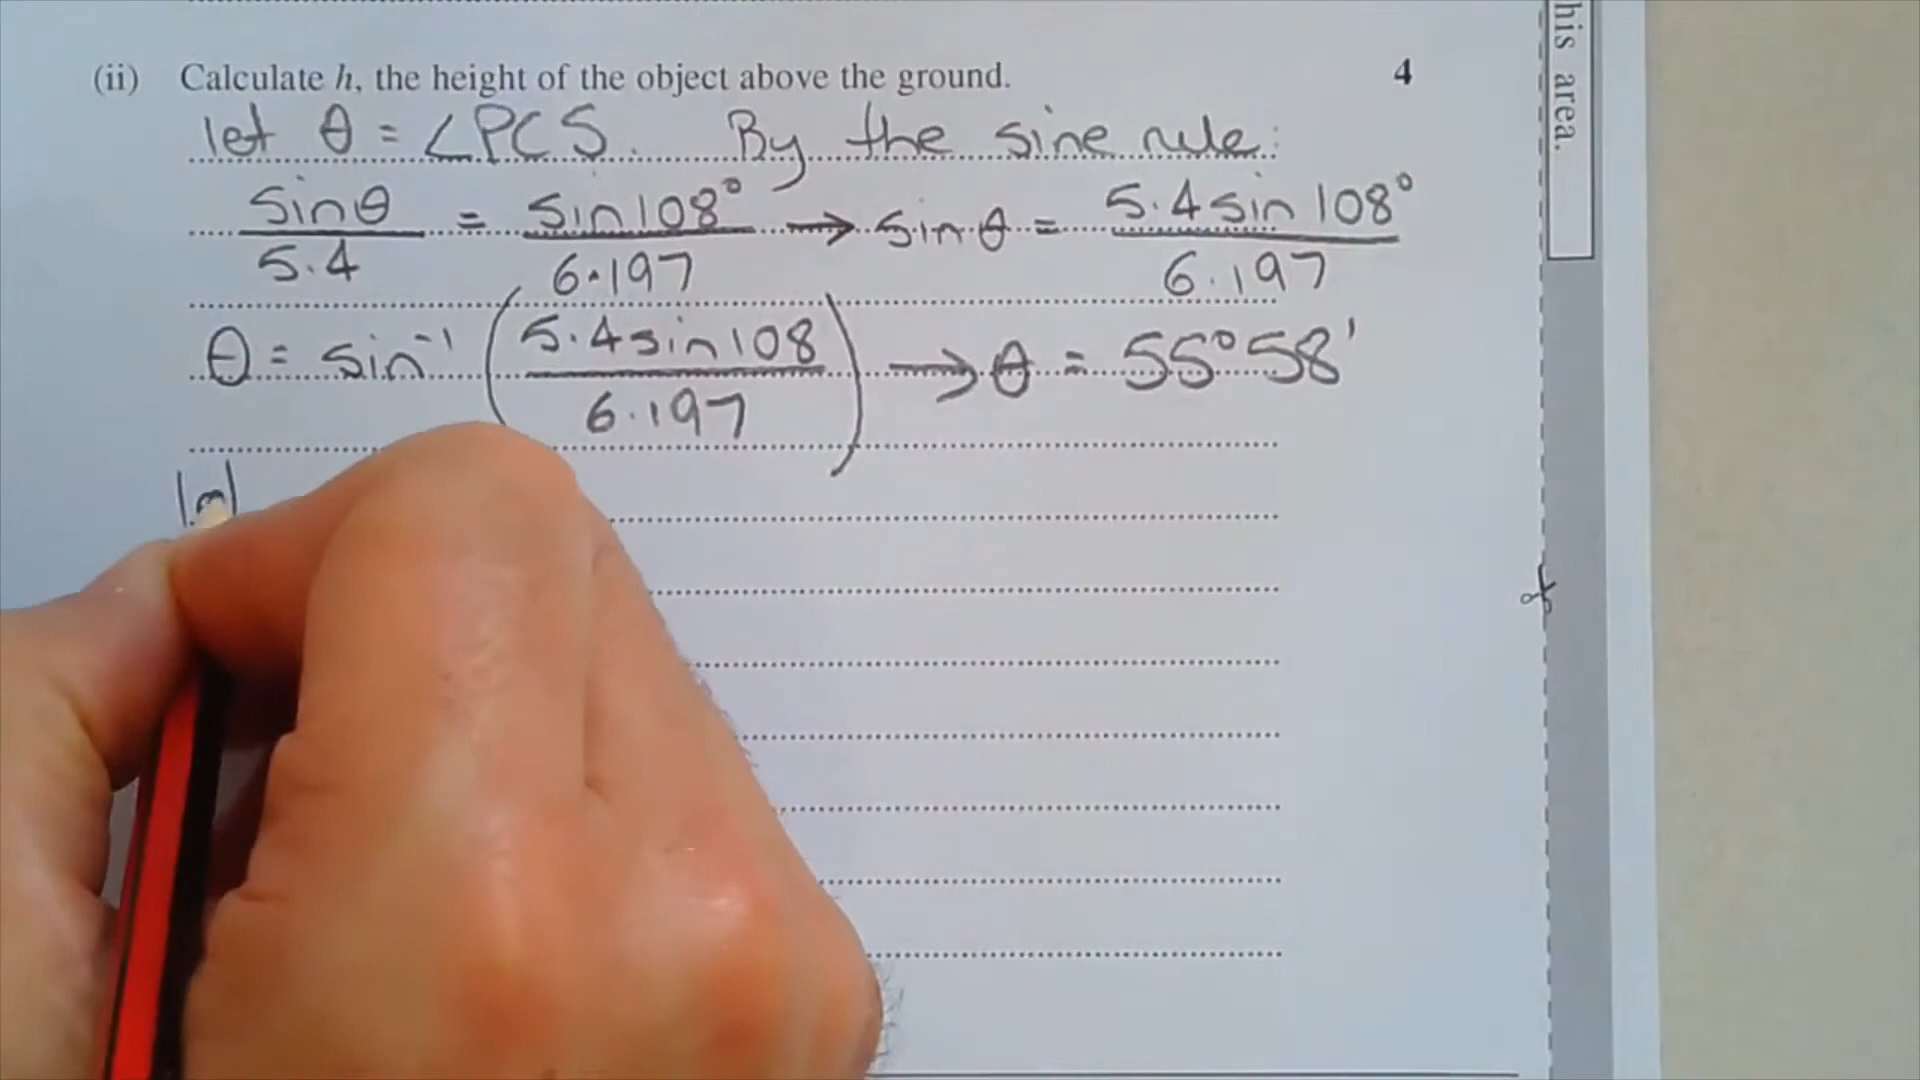 (ii) Calculate h, the height of the object above the ground. 4
let θ = ∠PCS. By the sine rule:
sinθ/5.4 = sin108°/6.197 → sinθ = 5.4sin108°/6.197
θ = sin⁻¹(5.4sin108/6.197) → θ = 55°58'
In
his area.